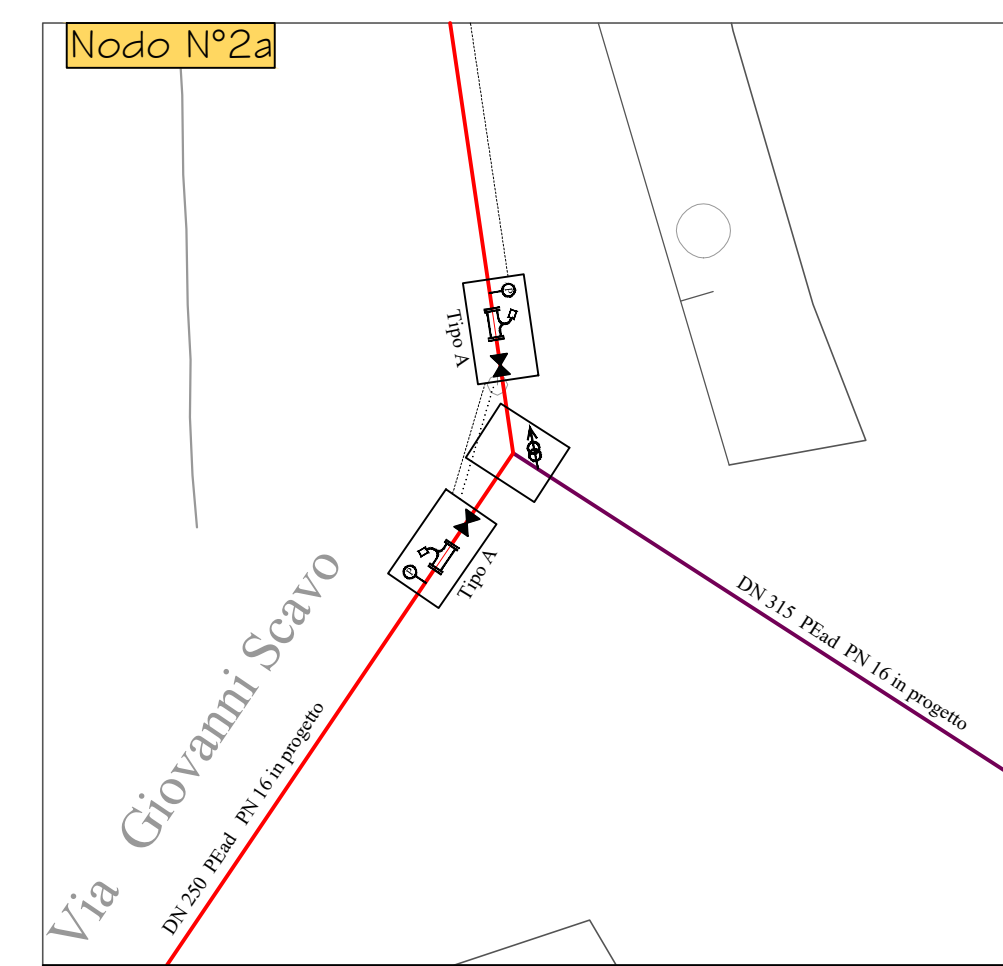 Nodo N°2a
P
Tipo A
P
Tipo A
DN 315 PEad PN 16 in progetto
Via Giovanni Scavo
DN 250 PEad PN 16 in progetto